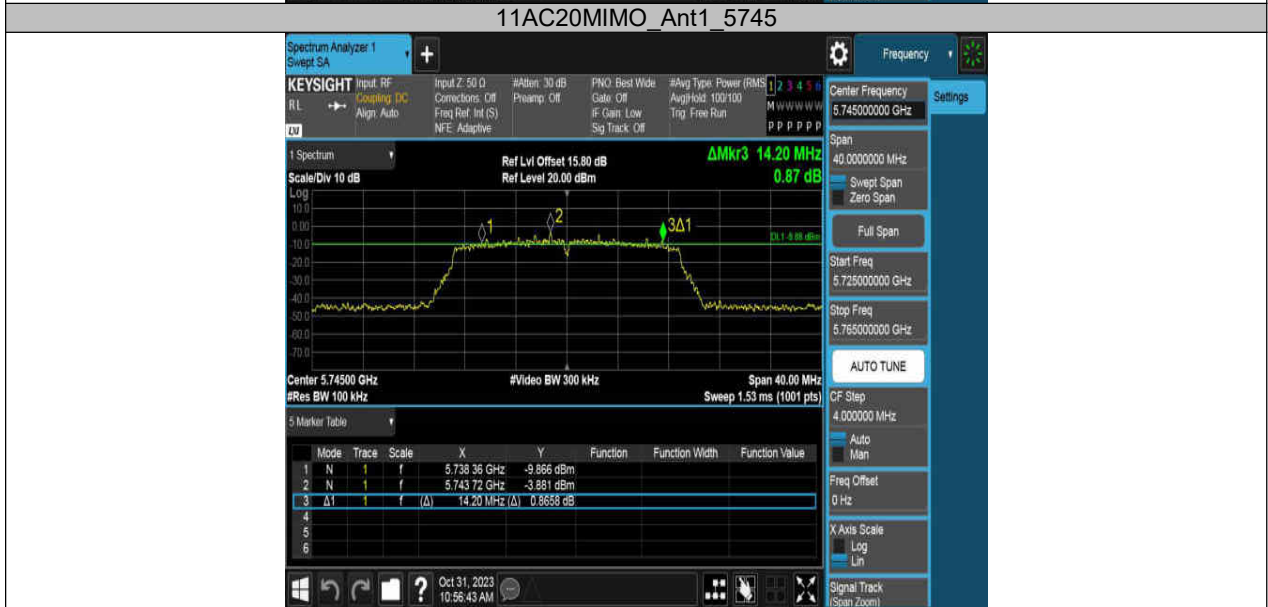 11AC20MIMO_Ant1_5745
Spectrum Analyzer 1
Swept SA
+
Frequency
KEYSIGHT
RL
LXI
Input: RF
Coupling: DC
Align: Auto
Input Z: 50 Ω
Corrections: Off
Freq Ref: Int (S)
NFE: Adaptive
#Atten: 30 dB
Preamp: Off
PNO: Best Wide
Gate: Off
IF Gain: Low
Sig Track: Off
#Avg Type: Power (RMS
Avg|Hold: 100/100
Trig: Free Run
1 2 3 4 5 6
M W W W W W
P P P P P P
1 Spectrum
Scale/Div 10 dB
Ref Lvl Offset 15.80 dB
Ref Level 20.00 dBm
ΔMkr3 14.20 MHz
0.87 dB
Log
10.0
0.00
-10.0
-20.0
-30.0
-40.0
-50.0
-60.0
-70.0
1
2
3Δ1
DL1 -9.88 dBm
Center 5.74500 GHz
#Video BW 300 kHz
Span 40.00 MHz
#Res BW 100 kHz
Sweep 1.53 ms (1001 pts)
5 Marker Table
Mode Trace Scale X Y Function Function Width Function Value
1 N 1 f 5.738 36 GHz -9.866 dBm
2 N 1 f 5.743 72 GHz -3.881 dBm
3 Δ1 1 f (Δ) 14.20 MHz (Δ) 0.8658 dB
4
5
6
?
Oct 31, 2023
10:56:43 AM
Center Frequency
5.745000000 GHz
Settings
Span
40.0000000 MHz
Swept Span
Zero Span
Full Span
Start Freq
5.725000000 GHz
Stop Freq
5.765000000 GHz
AUTO TUNE
CF Step
4.000000 MHz
Auto
Man
Freq Offset
0 Hz
X Axis Scale
Log
Lin
Signal Track
(Span Zoom)